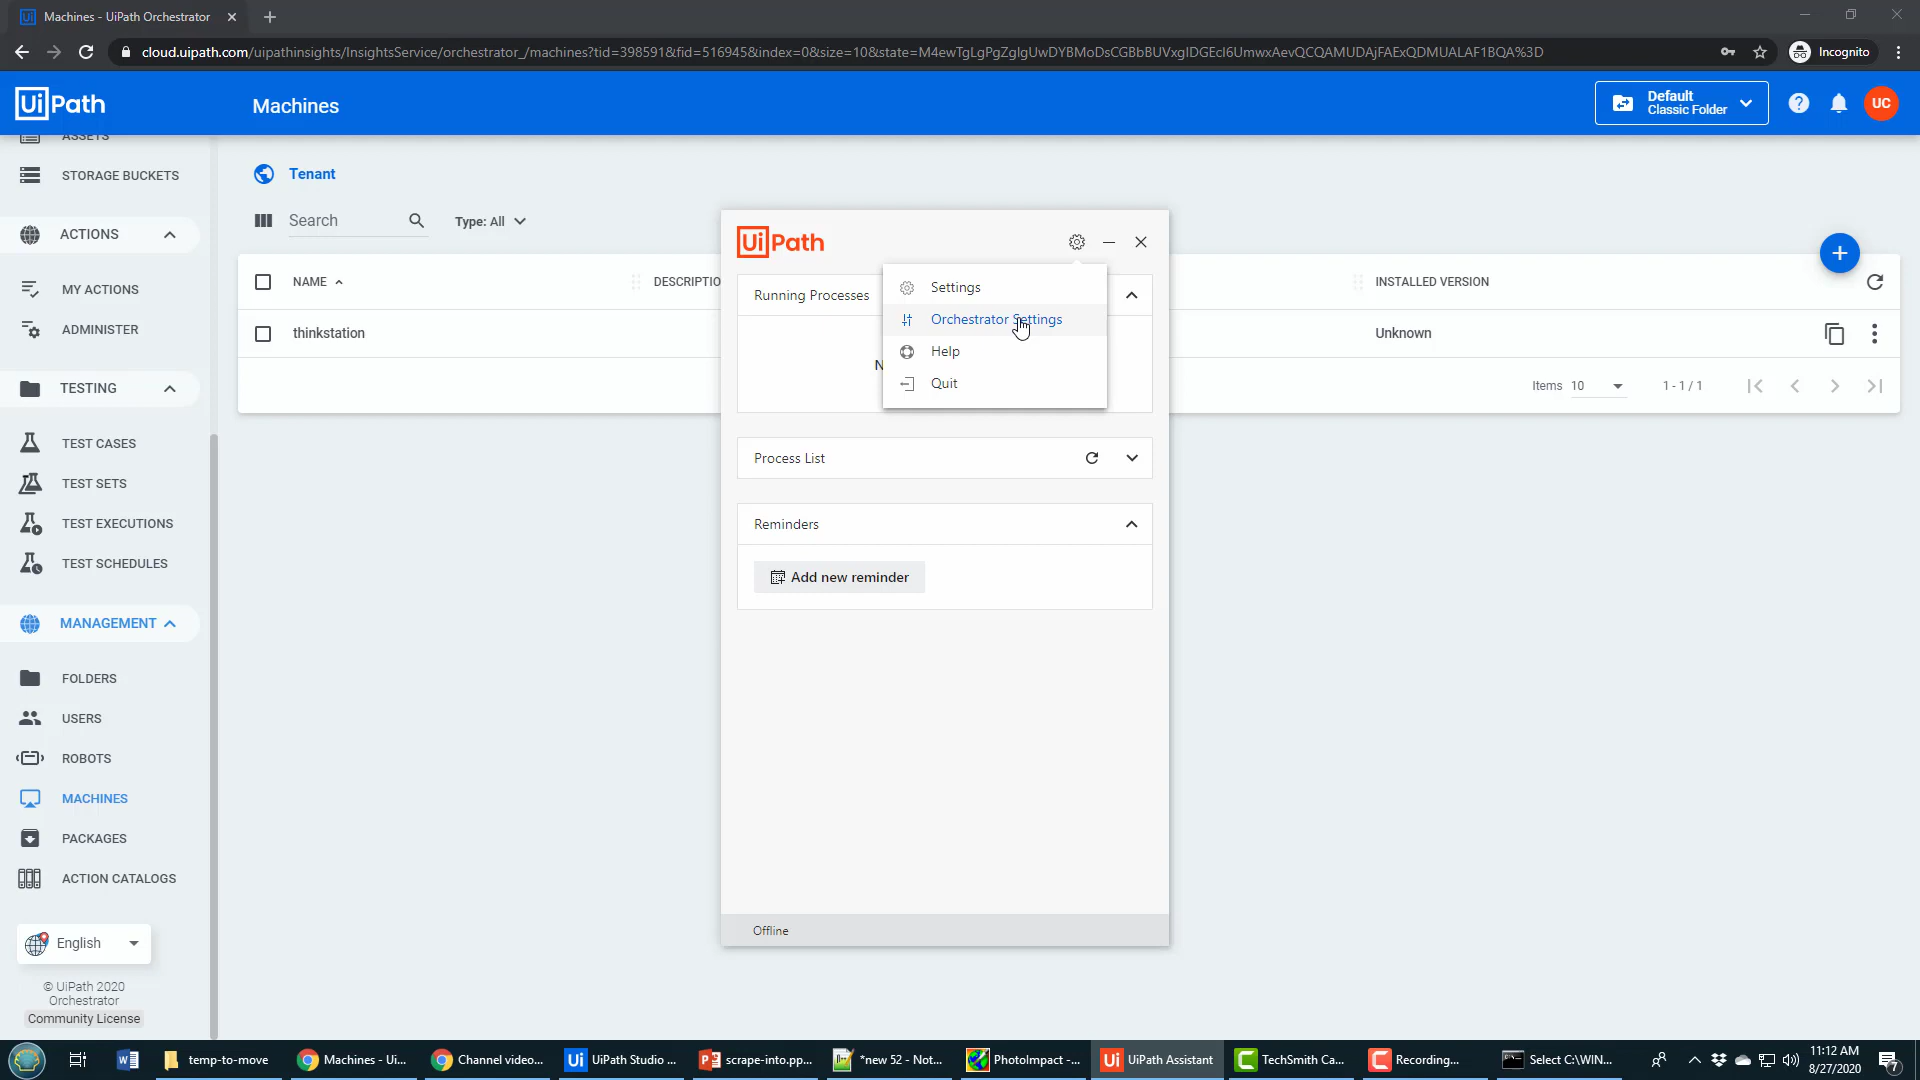 Machines - UiPath Orchestrator
cloud.uipath.com/uipathinsights/InsightsService/orchestrator_/machines?tid=398591&fid=516945&index=0&size=10&state=M4ewTgLgPgZglgUwDYBMoDsCGBbBUVxgIDGEcI6UmwxAevQCQAMUDAjFAExQDMUALAF1BQA%3D
Incognito
UiPath
Machines
Default
Classic Folder
UC
ASSETS
STORAGE BUCKETS
ACTIONS
MY ACTIONS
ADMINISTER
TESTING
TEST CASES
TEST SETS
TEST EXECUTIONS
TEST SCHEDULES
MANAGEMENT
FOLDERS
USERS
ROBOTS
MACHINES
PACKAGES
ACTION CATALOGS
English
© UiPath 2020
Orchestrator
Community License
Tenant
Search
Type: All
NAME
DESCRIPTIO
INSTALLED VERSION
thinkstation
Unknown
Items 10
1 - 1 / 1
UiPath
Running Processes
N
Settings
Orchestrator Settings
Help
Quit
Process List
Reminders
Add new reminder
Offline
temp-to-move
Machines - Ui...
Channel video...
UiPath Studio ...
scrape-into.pp...
*new 52 - Not...
PhotoImpact -...
UiPath Assistant
TechSmith Ca...
Recording...
Select C:\WIN...
11:12 AM
8/27/2020
7